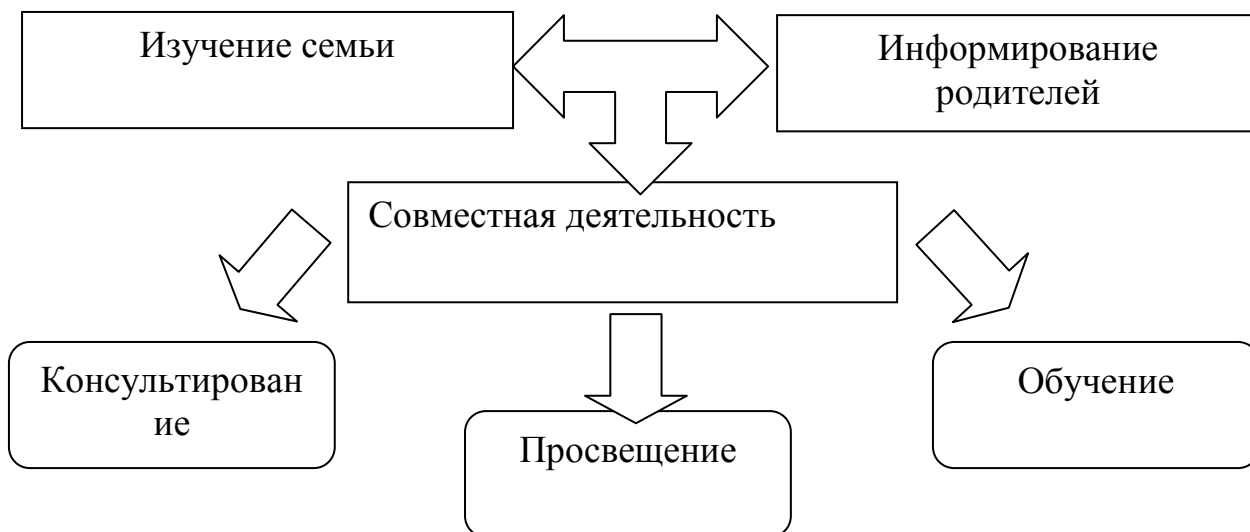 Изучение семьи
Информирование
родителей
Совместная деятельность
Консультирован
ие
Просвещение
Обучение